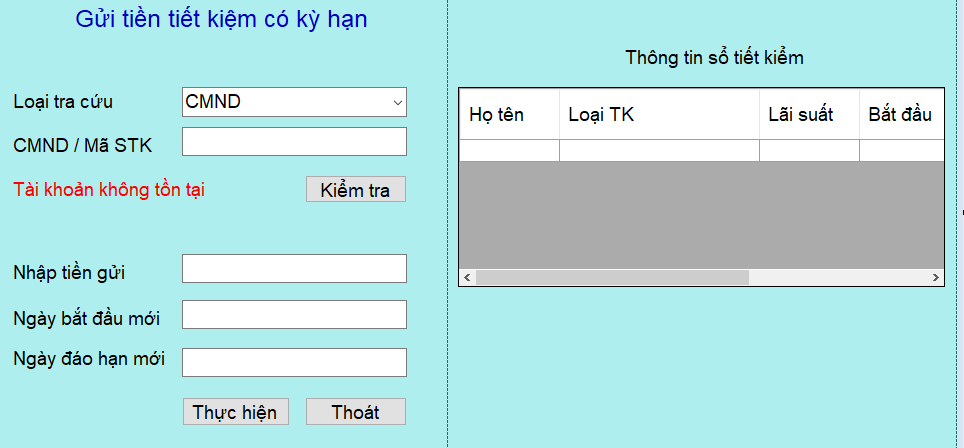 Gửi tiền tiết kiệm có kỳ hạn
Loại tra cứu
CMND
CMND / Mã STK
Tài khoản không tồn tại
Kiểm tra
Nhập tiền gửi
Ngày bắt đầu mới
Ngày đáo hạn mới
Thực hiện
Thoát
Thông tin sổ tiết kiểm
Họ tên
Loại TK
Lãi suất
Bắt đầu